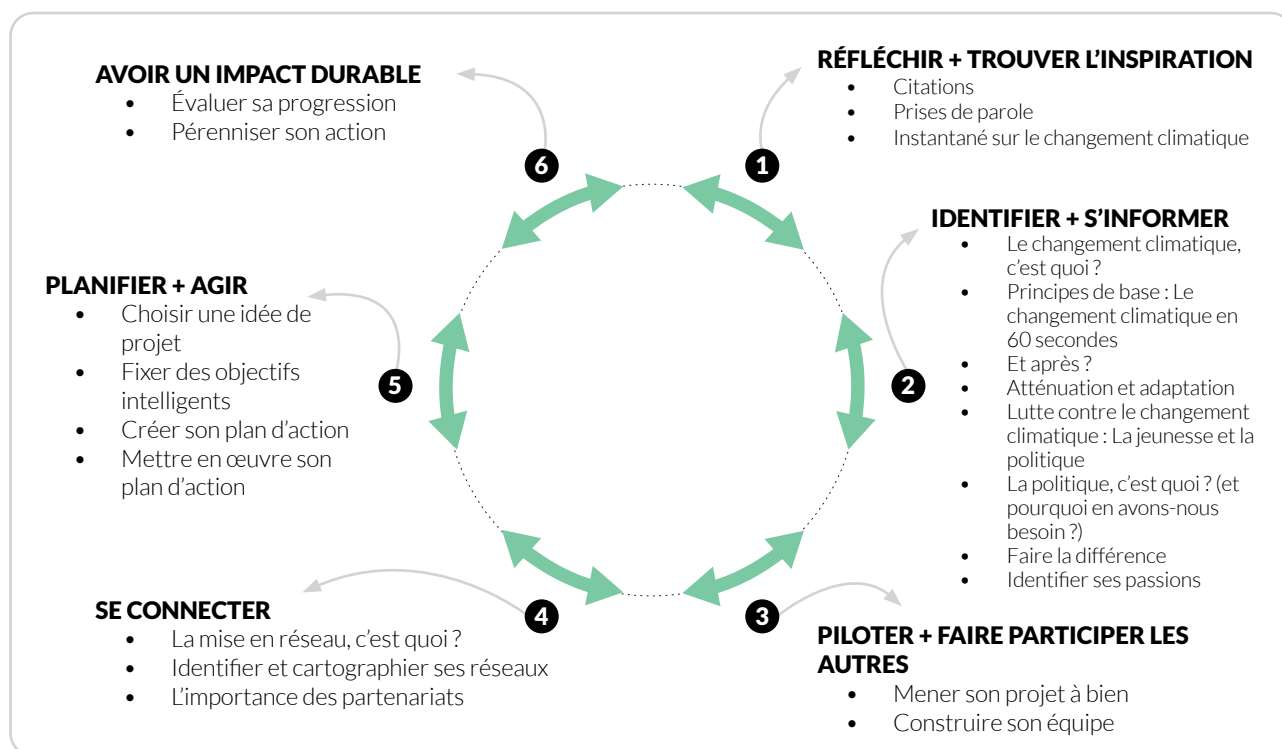 RÉFLÉCHIR + TROUVER L'INSPIRATION
• Citations
• Prises de parole
• Instantané sur le changement climatique
1
IDENTIFIER + S'INFORMER
• Le changement climatique,
c'est quoi ?
• Principes de base : Le
changement climatique en
60 secondes
• Et après ?
• Atténuation et adaptation
• Lutte contre le changement
climatique : La jeunesse et la
politique
• La politique, c'est quoi ? (et
pourquoi en avons-nous
besoin ?)
• Faire la différence
• Identifier ses passions
2
3
PILOTER + FAIRE PARTICIPER LES
AUTRES
• Mener son projet à bien
• Construire son équipe
4
SE CONNECTER
• La mise en réseau, c'est quoi ?
• Identifier et cartographier ses réseaux
• L'importance des partenariats
PLANIFIER + AGIR
• Choisir une idée de
projet
• Fixer des objectifs
intelligents
• Créer son plan d'action
• Mettre en œuvre son
plan d'action
5
AVOIR UN IMPACT DURABLE
• Évaluer sa progression
• Pérenniser son action
6